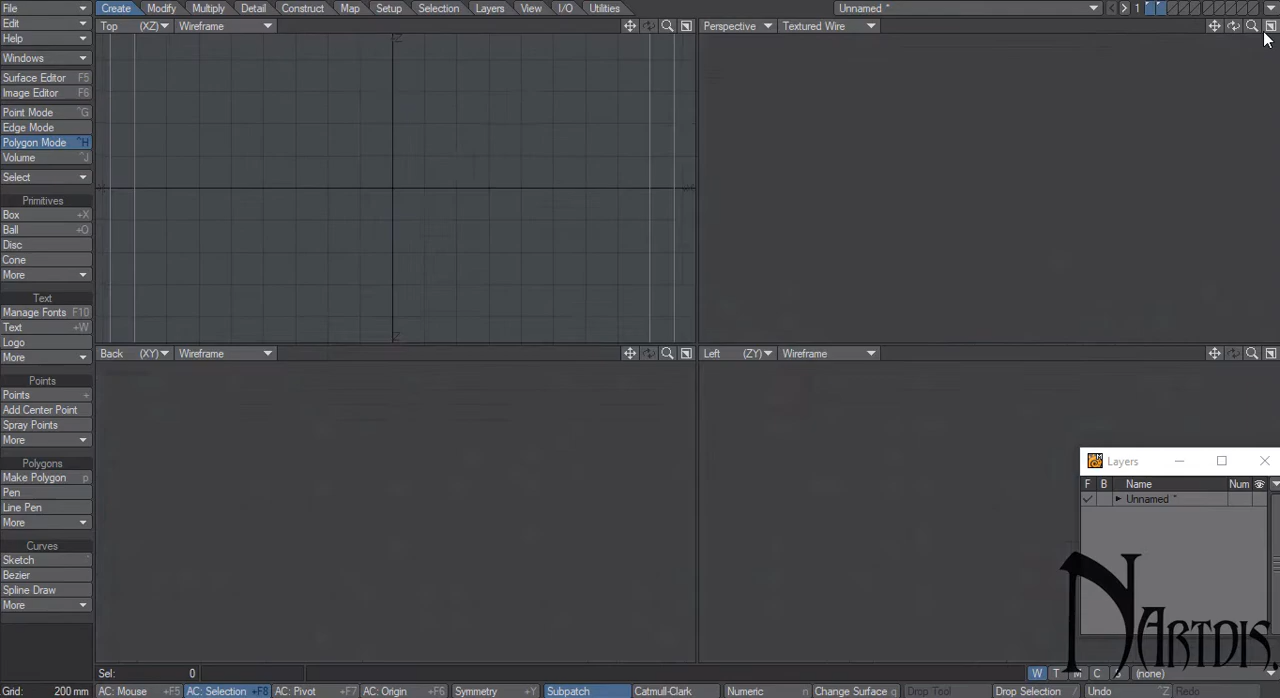 File Create Modify Multiply Detail Construct Map Setup Selection Layers View I/O Utilities Unnamed * 1
Edit Top (XZ) Wireframe Perspective Textured Wire
Help
Windows
Surface Editor F5
Image Editor F6
Point Mode ^G
Edge Mode
Polygon Mode ^H
Volume ^J
Select
Primitives
Box +X
Ball +O
Disc
Cone
More
Text
Manage Fonts F10
Text +W
Logo
More
Back (XY) Wireframe Left (ZY) Wireframe
Points
Points +
Add Center Point
Spray Points
More
Polygons
Make Polygon p
Pen
Line Pen
More
Curves
Sketch
Bezier
Spline Draw
More
Layers
F B Name Num
Unnamed *
NARTDIS.
Sel: 0 W T M C (none)
Grid: 200 mm AC: Mouse +F5 AC: Selection +F8 AC: Pivot +F7 AC: Origin +F6 Symmetry +Y Subpatch Catmull-Clark Numeric n Change Surface q Drop Tool Drop Selection / Undo Z Redo